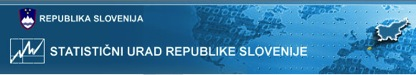 REPUBLIKA SLOVENIJA
STATISTIČNI URAD REPUBLIKE SLOVENIJE